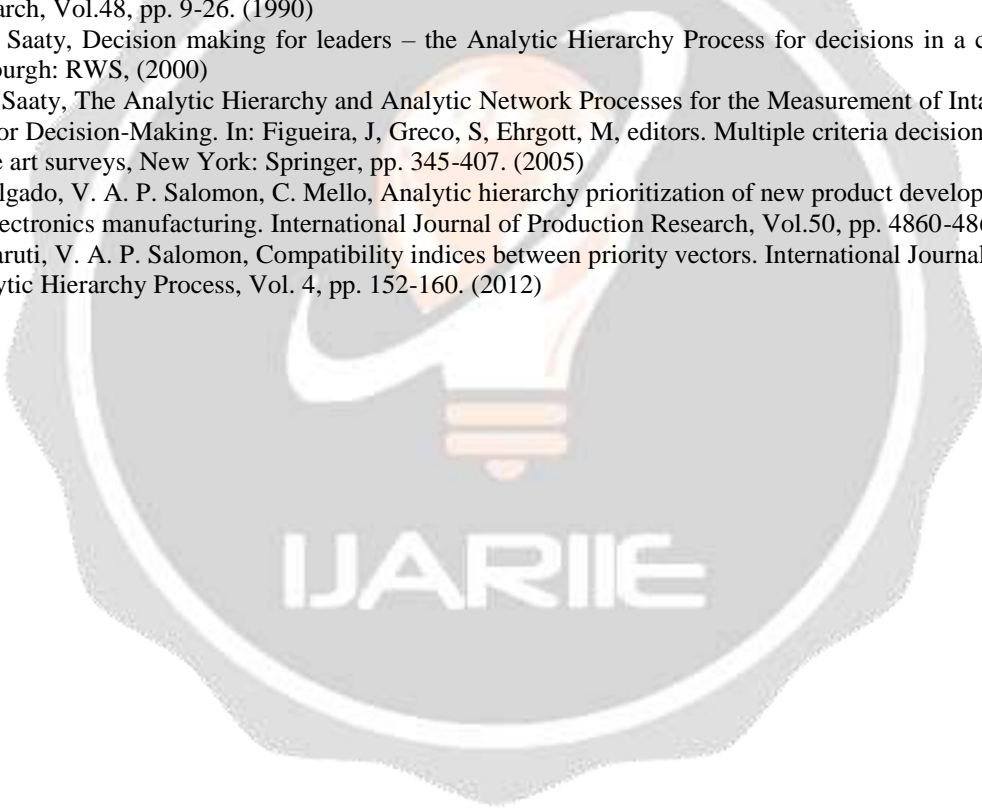 arch, Vol.48, pp. 9-26. (1990)
Saaty, Decision making for leaders – the Analytic Hierarchy Process for decisions in a c
burgh: RWS, (2000)
Saaty, The Analytic Hierarchy and Analytic Network Processes for the Measurement of Inta
or Decision-Making. In: Figueira, J, Greco, S, Ehrgott, M, editors. Multiple criteria decision
e art surveys, New York: Springer, pp. 345-407. (2005)
lgado, V. A. P. Salomon, C. Mello, Analytic hierarchy prioritization of new product develop
lectronics manufacturing. International Journal of Production Research, Vol.50, pp. 4860-486
aruti, V. A. P. Salomon, Compatibility indices between priority vectors. International Journal
ytic Hierarchy Process, Vol. 4, pp. 152-160. (2012)
IJARIIE